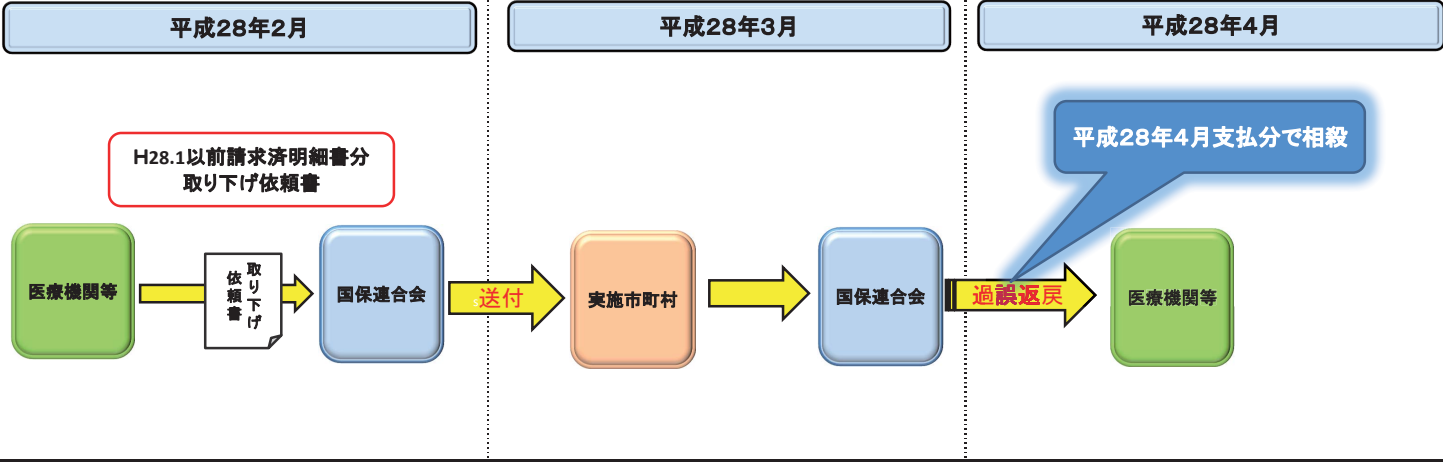 平成28年2月
平成28年3月
平成28年4月
H28.1以前請求済明細書分
取り下げ依頼書
平成28年4月支払分で相殺
医療機関等
取り下げ
依頼書
国保連合会
送付
実施市町村
国保連合会
過誤返戻
医療機関等